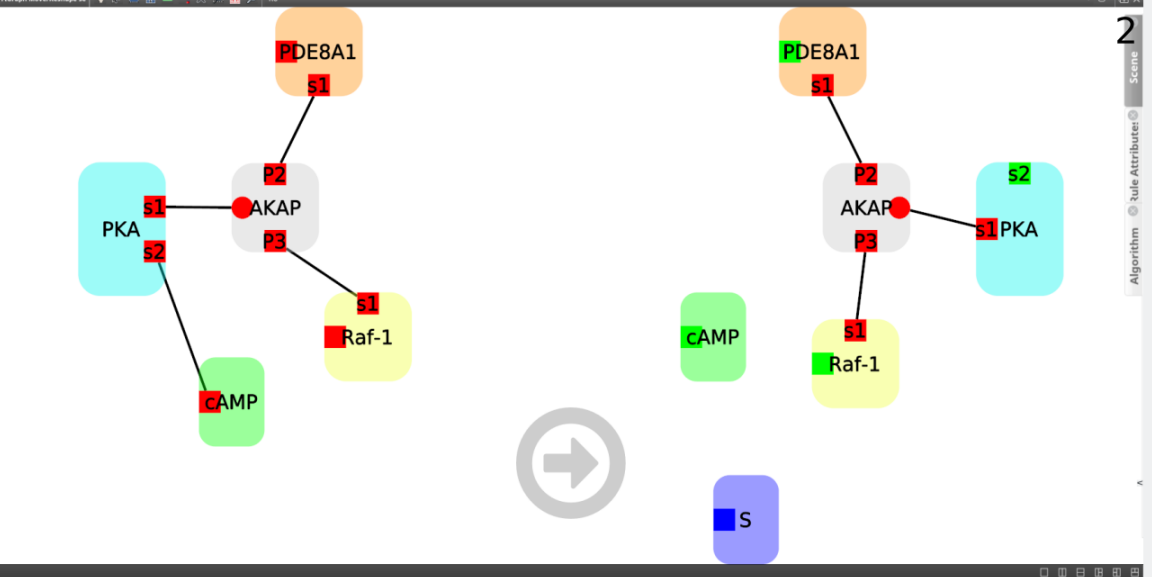 2
PDE8A1
s1
PDE8A1
s1
P2
AKAP
P3
s1
PKA
s2
s1
Raf-1
cAMP
P2
AKAP
P3
s2
s1 PKA
cAMP
s1
Raf-1
S
Scene
Rule Attributes
Algorithm
<